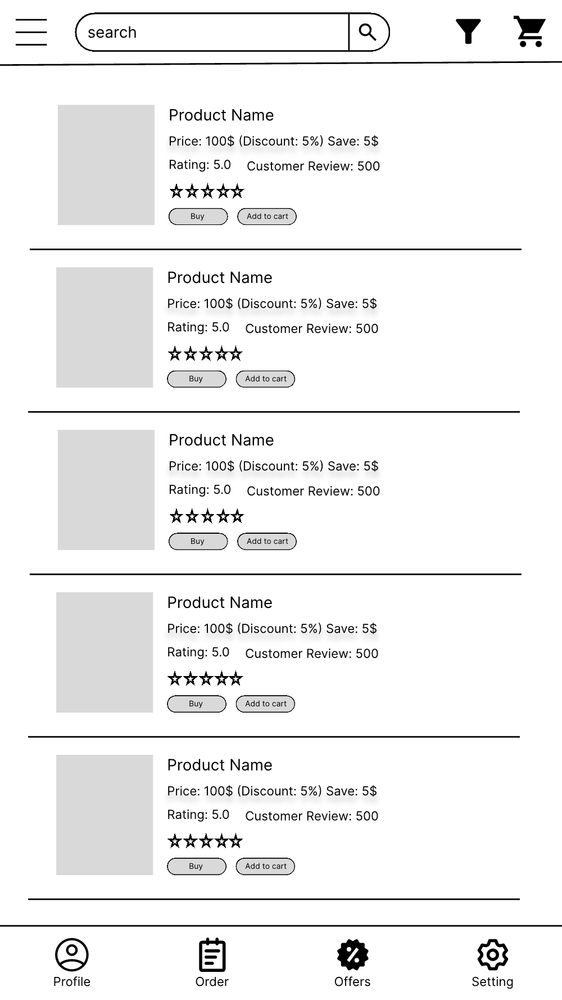 search
Product Name
Price: 100$ (Discount: 5%) Save: 5$
Rating: 5.0 Customer Review: 500
Buy Add to cart
Product Name
Price: 100$ (Discount: 5%) Save: 5$
Rating: 5.0 Customer Review: 500
Buy Add to cart
Product Name
Price: 100$ (Discount: 5%) Save: 5$
Rating: 5.0 Customer Review: 500
Buy Add to cart
Product Name
Price: 100$ (Discount: 5%) Save: 5$
Rating: 5.0 Customer Review: 500
Buy Add to cart
Product Name
Price: 100$ (Discount: 5%) Save: 5$
Rating: 5.0 Customer Review: 500
Buy Add to cart
Profile Order Offers Setting